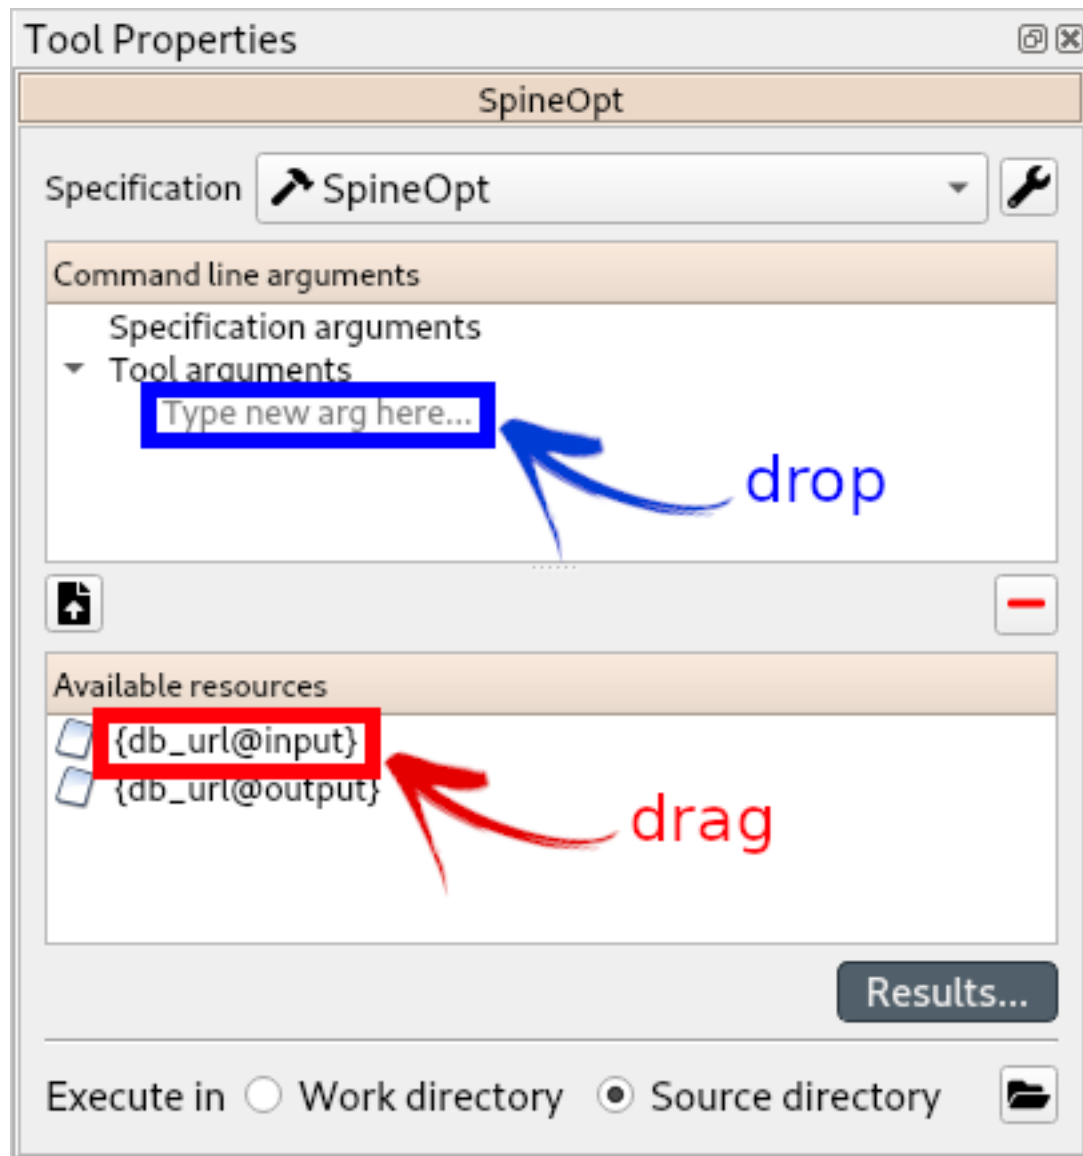 Tool Properties
SpineOpt
Specification SpineOpt
Command line arguments
Specification arguments
Tool arguments
Type new arg here...
drop
Available resources
{db_url@input}
{db_url@output}
drag
Results...
Execute in Work directory Source directory